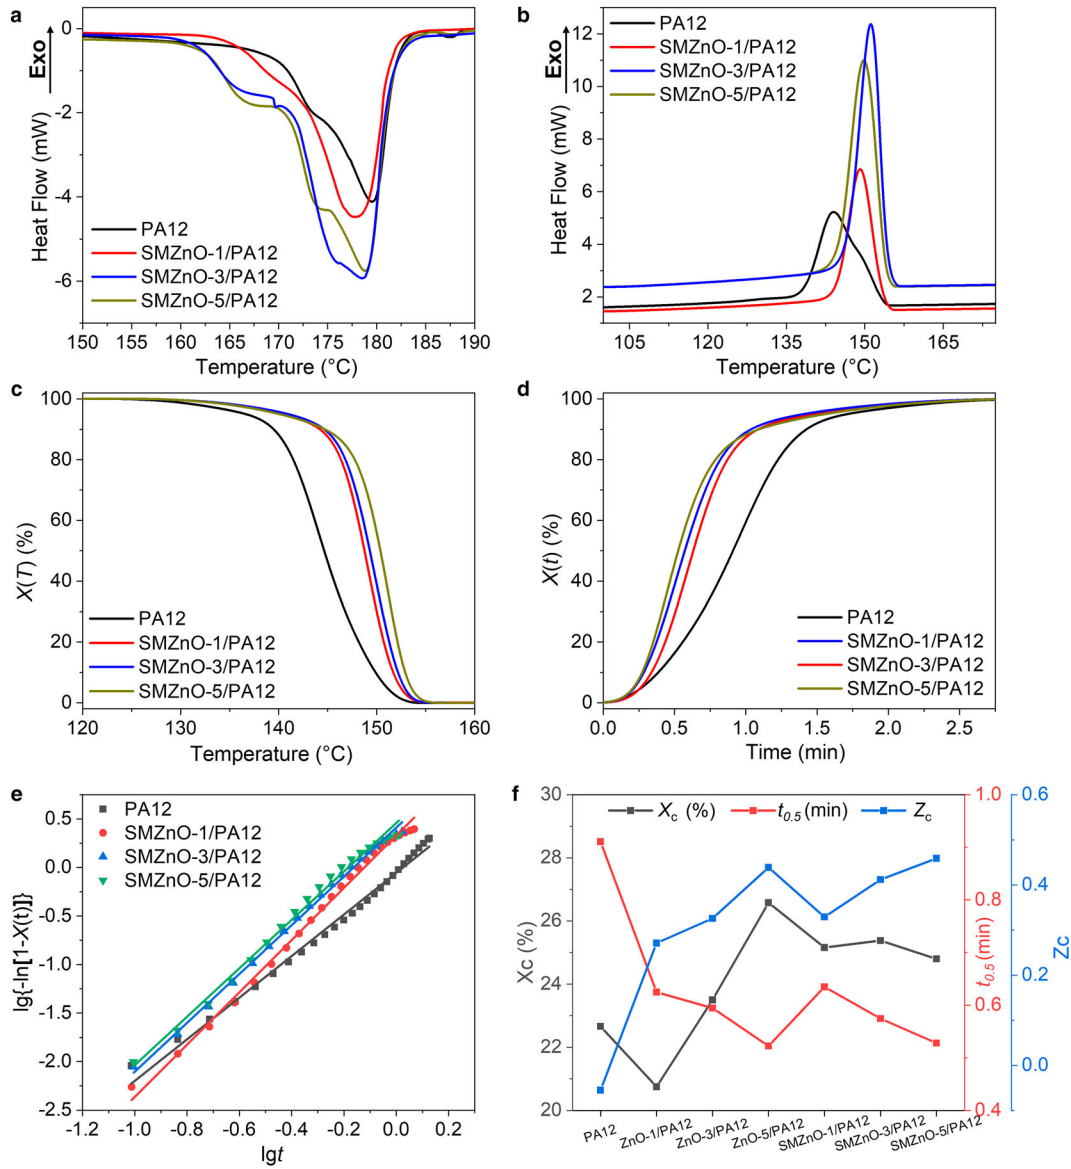 a
Exo
Heat Flow (mW)
0
-2
-4
-6
PA12
SMZnO-1/PA12
SMZnO-3/PA12
SMZnO-5/PA12
150 155 160 165 170 175 180 185 190
Temperature (°C)
b
Exo
Heat Flow (mW)
12
10
8
6
4
2
PA12
SMZnO-1/PA12
SMZnO-3/PA12
SMZnO-5/PA12
105 120 135 150 165
Temperature (°C)
c
X(T) (%)
100
80
60
40
20
0
PA12
SMZnO-1/PA12
SMZnO-3/PA12
SMZnO-5/PA12
120 130 140 150 160
Temperature (°C)
d
X(t) (%)
100
80
60
40
20
0
PA12
SMZnO-1/PA12
SMZnO-3/PA12
SMZnO-5/PA12
0.0 0.5 1.0 1.5 2.0 2.5
Time (min)
e
lg{-ln[1-X(t)]}
0.5
0.0
-0.5
-1.0
-1.5
-2.0
-2.5
PA12
SMZnO-1/PA12
SMZnO-3/PA12
SMZnO-5/PA12
-1.0 -0.8 -0.6 -0.4 -0.2 0.0 0.2
lgt
f
Xc (%)
30
28
26
24
22
20
Xc (%) t0.5 (min) Zc
1.0
0.8
0.6
0.4
t0.5 (min)
0.6
0.4
0.2
0.0
Zc
PA12 ZnO-1/PA12 ZnO-3/PA12 ZnO-5/PA12 SMZnO-1/PA12 SMZnO-3/PA12 SMZnO-5/PA12